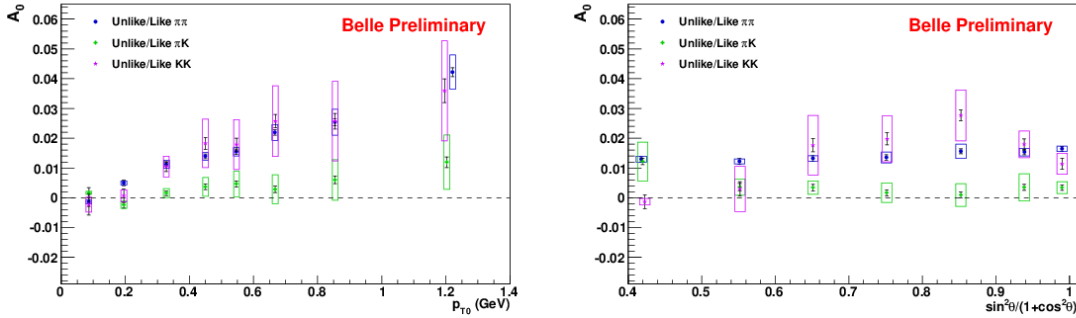 A₀
0.06
0.05
0.04
0.03
0.02
0.01
0
-0.01
-0.02
Belle Preliminary
Unlike/Like ππ
Unlike/Like πK
Unlike/Like KK
0
0.2
0.4
0.6
0.8
1
1.2
1.4
p_T0 (GeV)
A₀
0.06
0.05
0.04
0.03
0.02
0.01
0
-0.01
-0.02
Belle Preliminary
Unlike/Like ππ
Unlike/Like πK
Unlike/Like KK
0.4
0.5
0.6
0.7
0.8
0.9
1
sin²θ/(1+cos²θ)